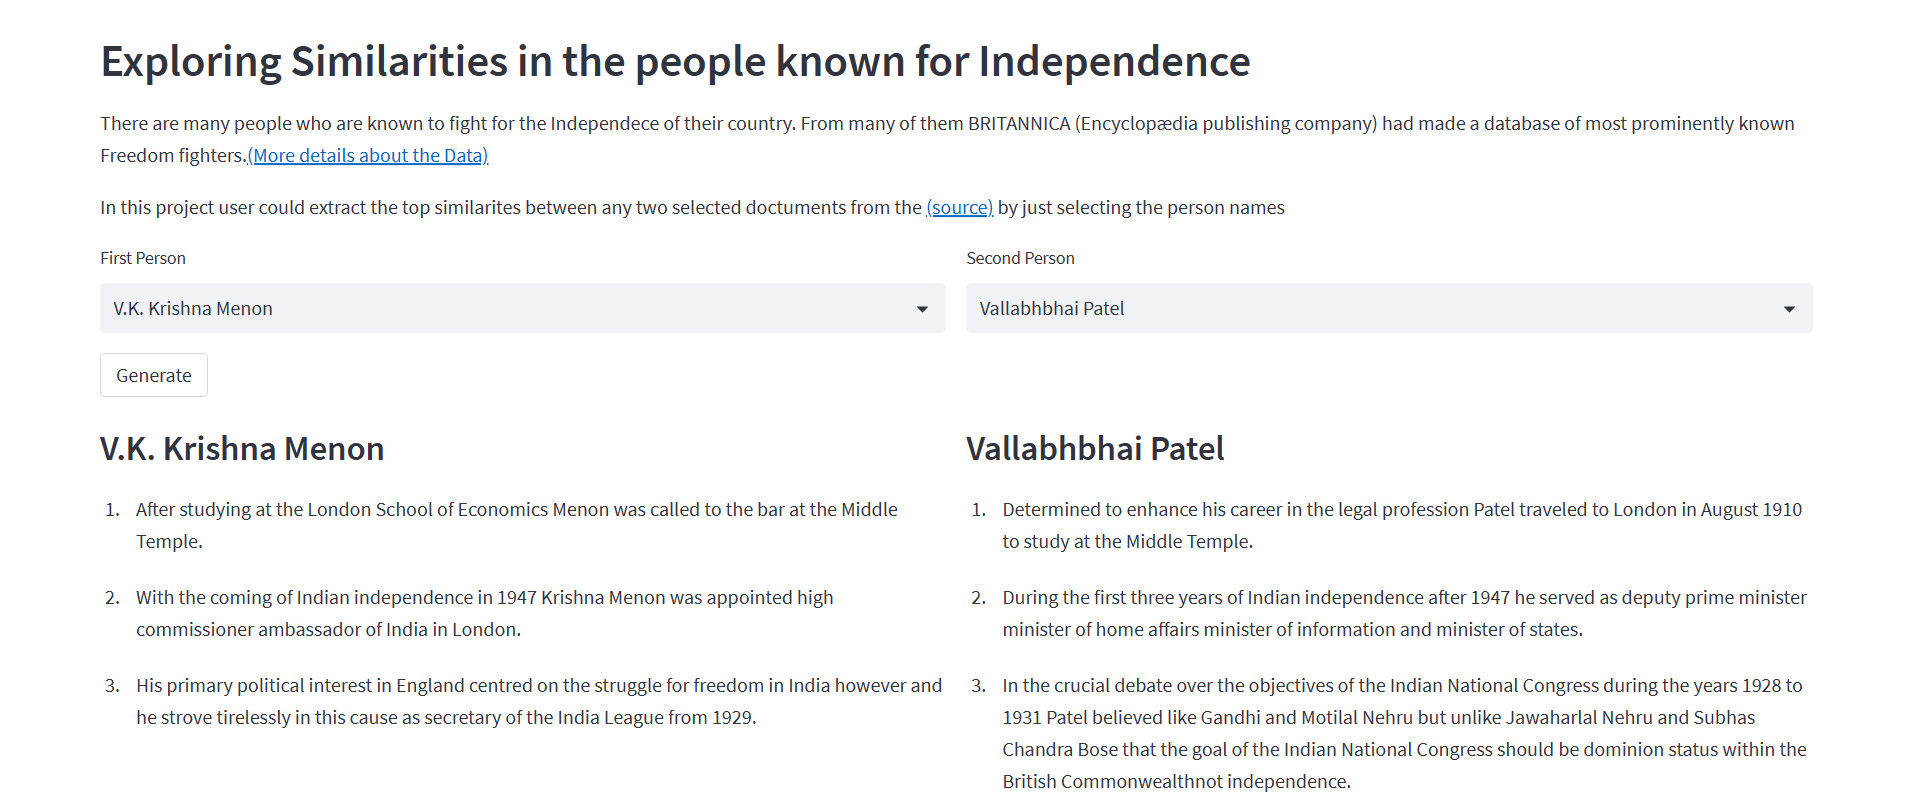 Exploring Similarities in the people known for Independence
There are many people who are known to fight for the Independece of their country. From many of them BRITANNICA (Encyclopædia publishing company) had made a database of most prominently known
Freedom fighters.(More details about the Data)
In this project user could extract the top similarites between any two selected doctuments from the (source) by just selecting the person names
First Person
Second Person
V.K. Krishna Menon
Vallabhbhai Patel
Generate
V.K. Krishna Menon
1. After studying at the London School of Economics Menon was called to the bar at the Middle
Temple.
2. With the coming of Indian independence in 1947 Krishna Menon was appointed high
commissioner ambassador of India in London.
3. His primary political interest in England centred on the struggle for freedom in India however and
he strove tirelessly in this cause as secretary of the India League from 1929.
Vallabhbhai Patel
1. Determined to enhance his career in the legal profession Patel traveled to London in August 1910
to study at the Middle Temple.
2. During the first three years of Indian independence after 1947 he served as deputy prime minister
minister of home affairs minister of information and minister of states.
3. In the crucial debate over the objectives of the Indian National Congress during the years 1928 to
1931 Patel believed like Gandhi and Motilal Nehru but unlike Jawaharlal Nehru and Subhas
Chandra Bose that the goal of the Indian National Congress should be dominion status within the
British Commonwealthnot independence.